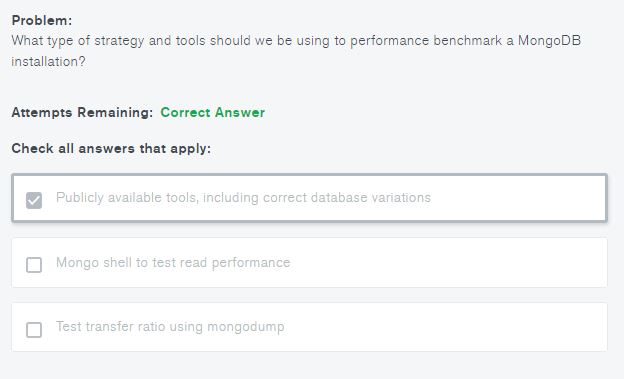 Problem:
What type of strategy and tools should we be using to performance benchmark a MongoDB
installation?
Attempts Remaining: Correct Answer
Check all answers that apply:
Publicly available tools, including correct database variations
Mongo shell to test read performance
Test transfer ratio using mongodump